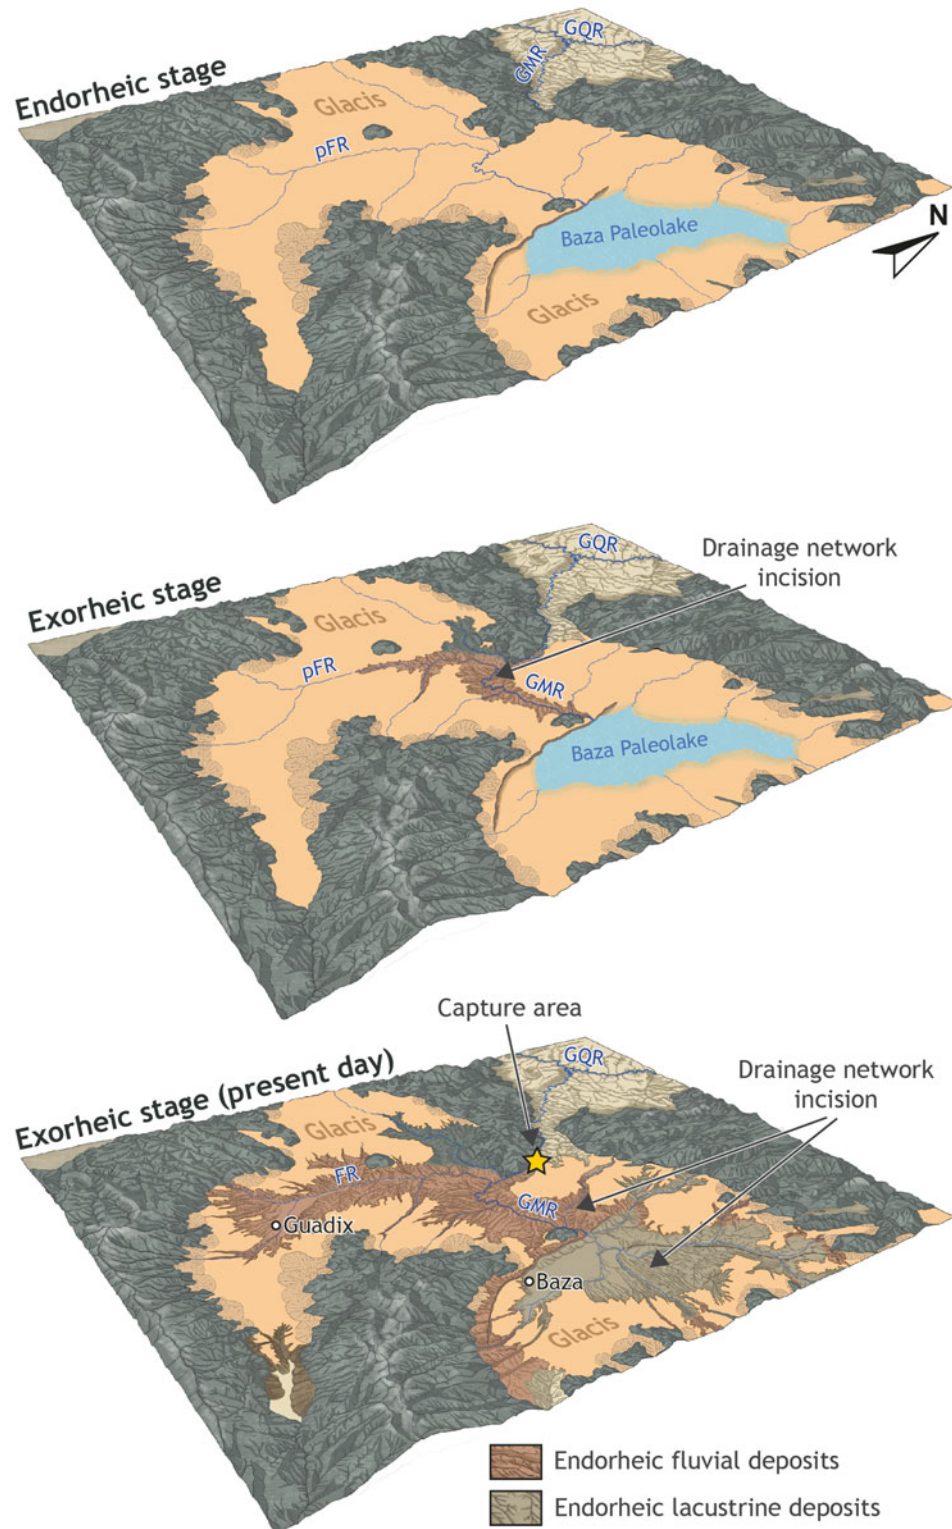 Endorheic stage
Glacis
GQR
GMR
pFR
Baza Paleolake
N
Glacis
Exorheic stage
Glacis
GQR
Drainage network
incision
pFR
GMR
Baza Paleolake
Capture area
Exorheic stage (present day)
Glacis
GQR
Drainage network
incision
FR
GMR
Guadix
Baza
Glacis
Endorheic fluvial deposits
Endorheic lacustrine deposits